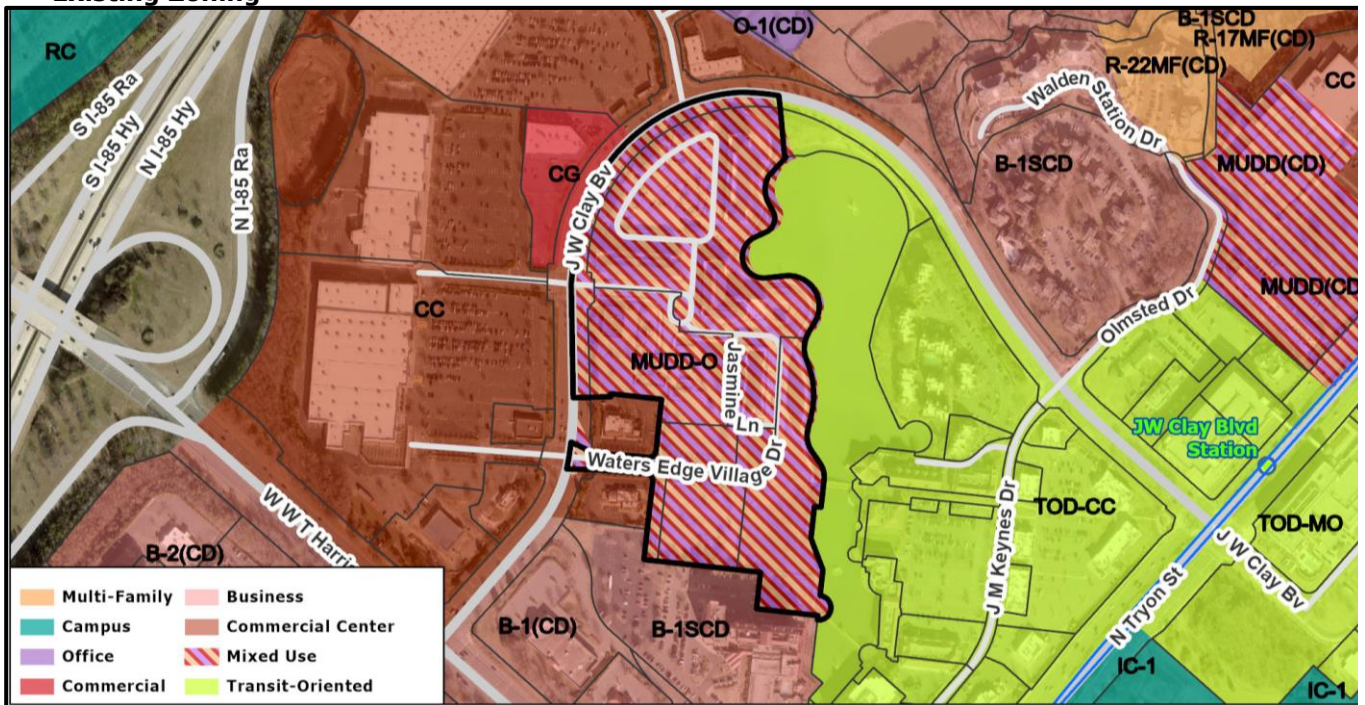 Existing Zoning
RC
S I-85 Ra
S I-85 Hy
N I-85 Hy
N I-85 Ra
O-1(CD)
B-1SCD
R-17MF(CD)
R-22MF(CD)
CC
Walden Station Dr
MUDD(CD)
B-1SCD
CG
J W Clay Bv
CC
MUDD(CD
Olmsted Dr
MUDD-O
Jasmine Ln
JW Clay Blvd
Station
Waters Edge Village Dr
J M Keynes Dr
TOD-CC
TOD-MO
W W T Harri
J W Clay Bv
N Tryon St
B-2(CD)
B-1(CD)
B-1SCD
IC-1
IC-1
Multi-Family
Business
Campus
Commercial Center
Office
Mixed Use
Commercial
Transit-Oriented